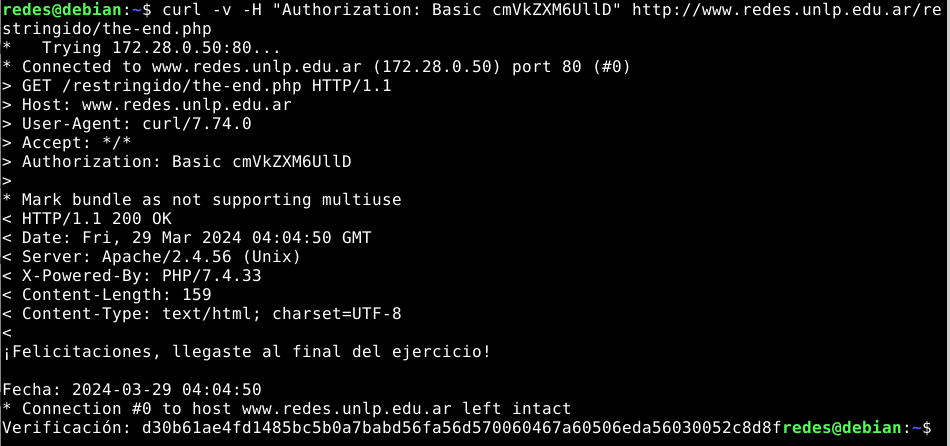 redes@debian:~$ curl -v -H "Authorization: Basic cmVkZXM6UllD" http://www.redes.unlp.edu.ar/re
stringido/the-end.php
*   Trying 172.28.0.50:80...
* Connected to www.redes.unlp.edu.ar (172.28.0.50) port 80 (#0)
> GET /restringido/the-end.php HTTP/1.1
> Host: www.redes.unlp.edu.ar
> User-Agent: curl/7.74.0
> Accept: */*
> Authorization: Basic cmVkZXM6UllD
>
* Mark bundle as not supporting multiuse
< HTTP/1.1 200 OK
< Date: Fri, 29 Mar 2024 04:04:50 GMT
< Server: Apache/2.4.56 (Unix)
< X-Powered-By: PHP/7.4.33
< Content-Length: 159
< Content-Type: text/html; charset=UTF-8
<
¡Felicitaciones, llegaste al final del ejercicio!

Fecha: 2024-03-29 04:04:50
* Connection #0 to host www.redes.unlp.edu.ar left intact
Verificación: d30b61ae4fd1485bc5b0a7babd56fa56d570060467a60506eda56030052c8d8fredes@debian:~$